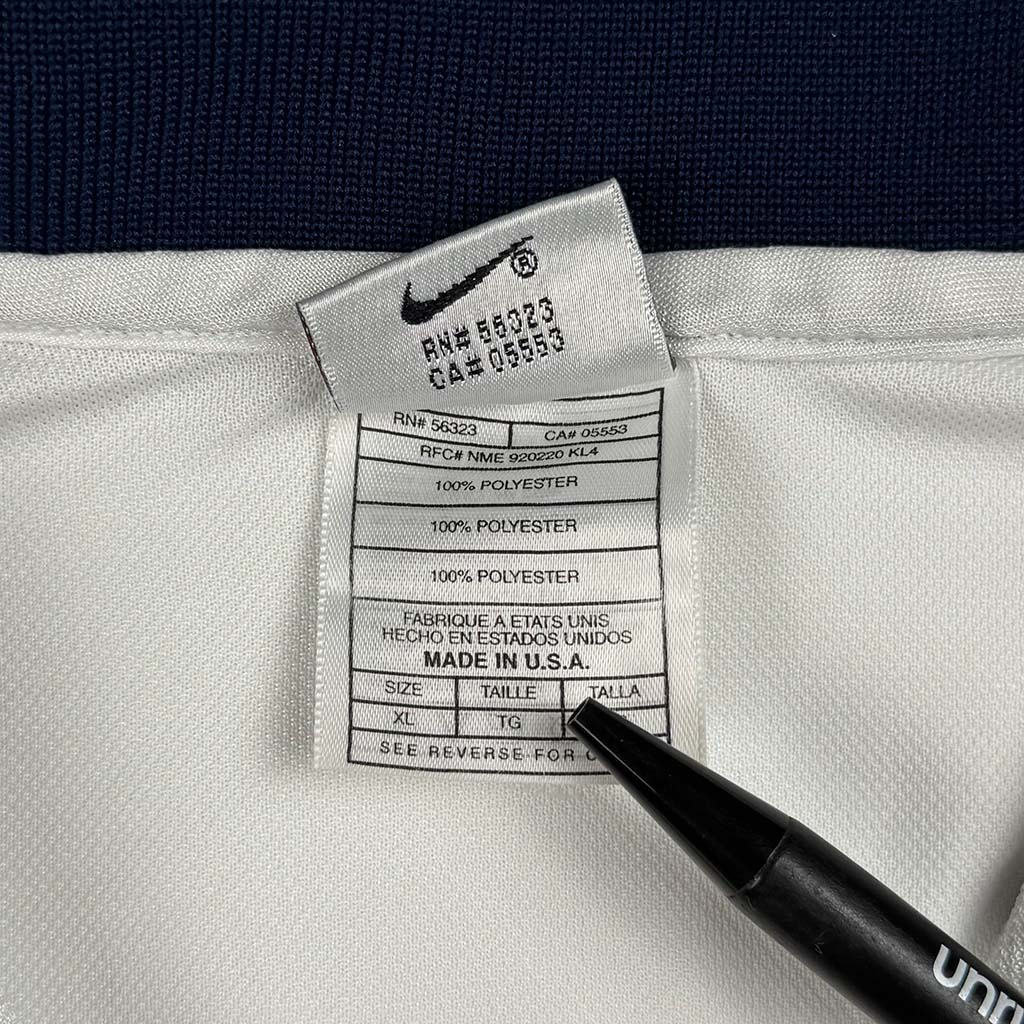 RN# 56323
CA# 05553
RN# 56323 CA# 05553
RFC# NME 920220 KL4
100% POLYESTER
100% POLYESTER
100% POLYESTER
FABRIQUE A ETATS UNIS
HECHO EN ESTADOS UNIDOS
MADE IN U.S.A.
SIZE TAILLE TALLA
XL TG
SEE REVERSE FOR